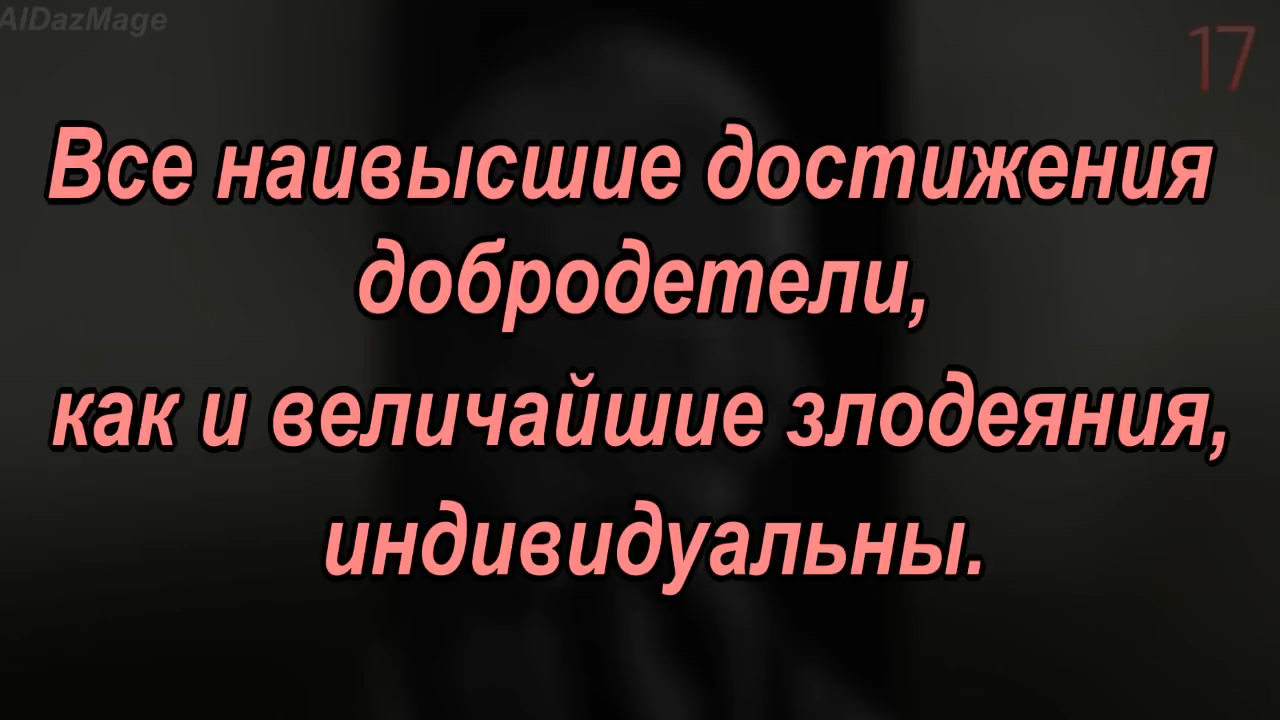 AIDazMage
17
Все наивысшие достижения
добродетели,
как и величайшие злодеяния,
индивидуальны.